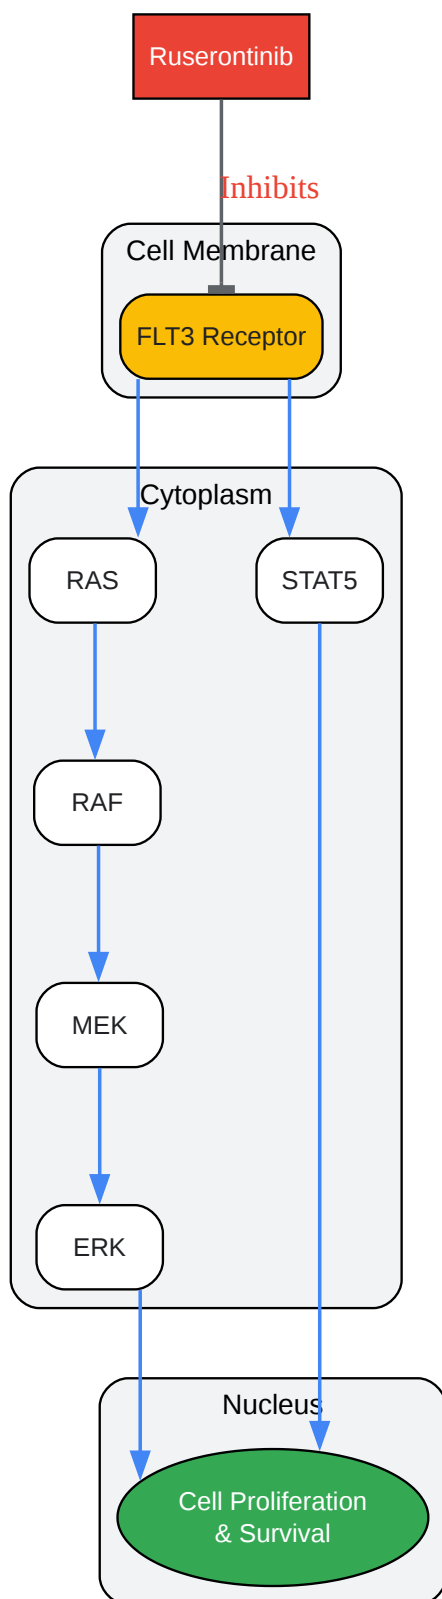 Ruserontinib
Inhibits
Cell Membrane
FLT3 Receptor
Cytoplasm
RAS
STAT5
RAF
MEK
ERK
Nucleus
Cell Proliferation
& Survival